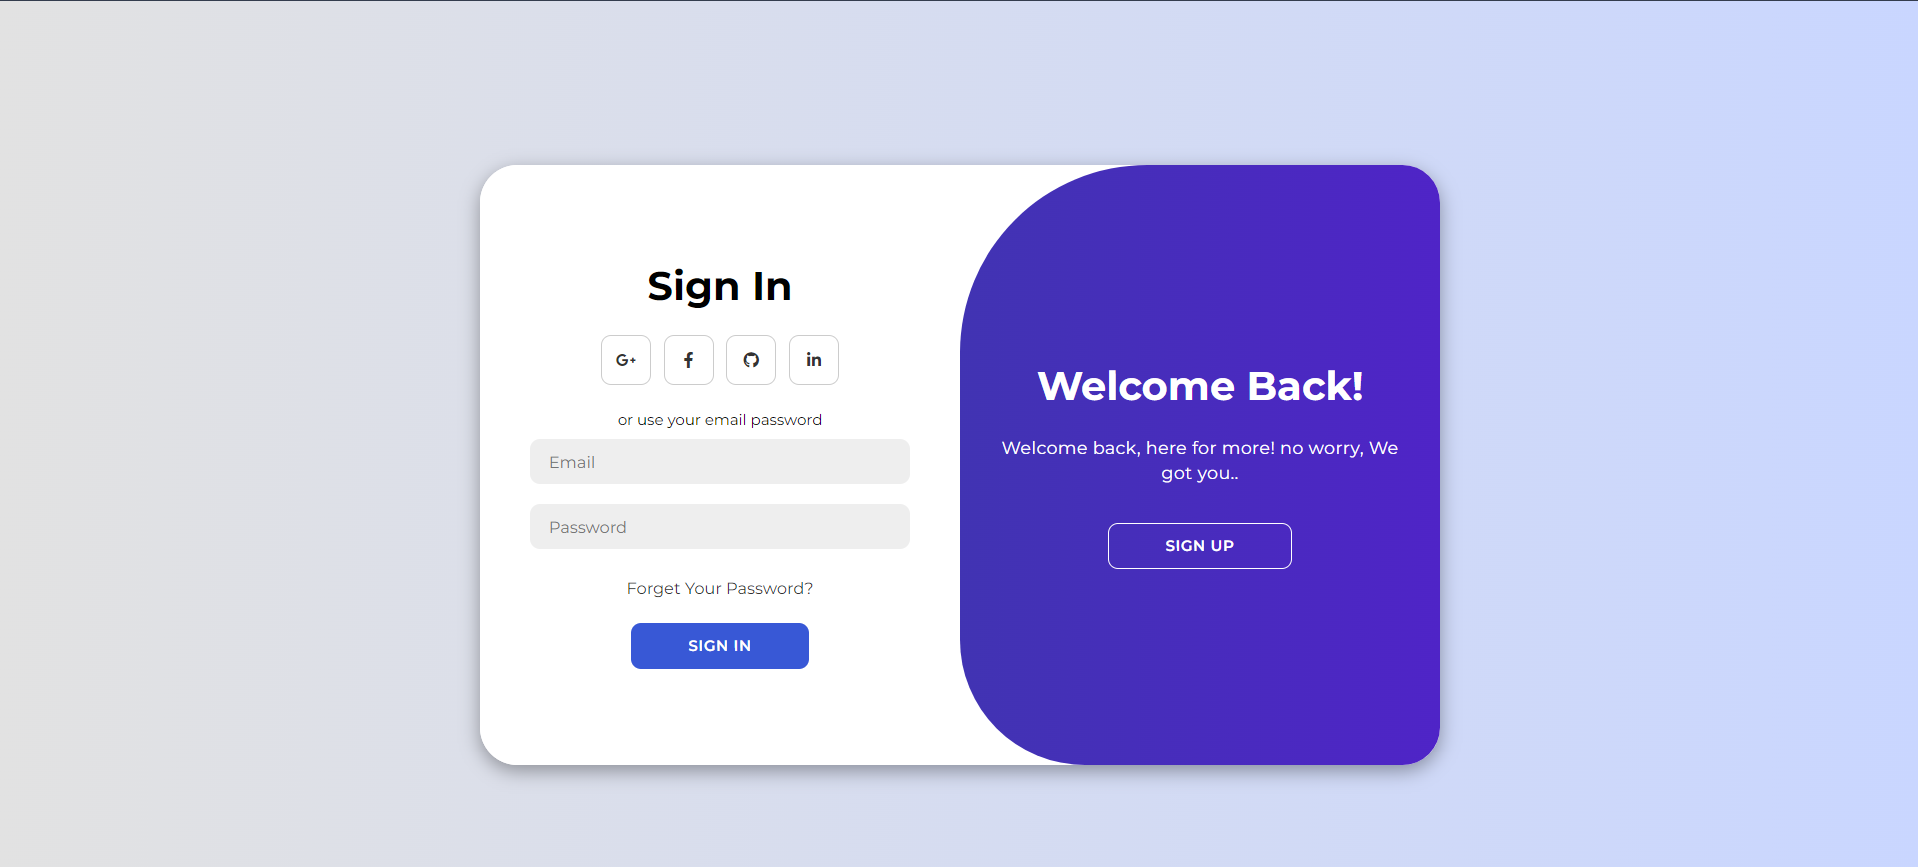 Sign In
G+ f in
or use your email password
Email
Password
Forget Your Password?
SIGN IN
Welcome Back!
Welcome back, here for more! no worry, We
got you..
SIGN UP